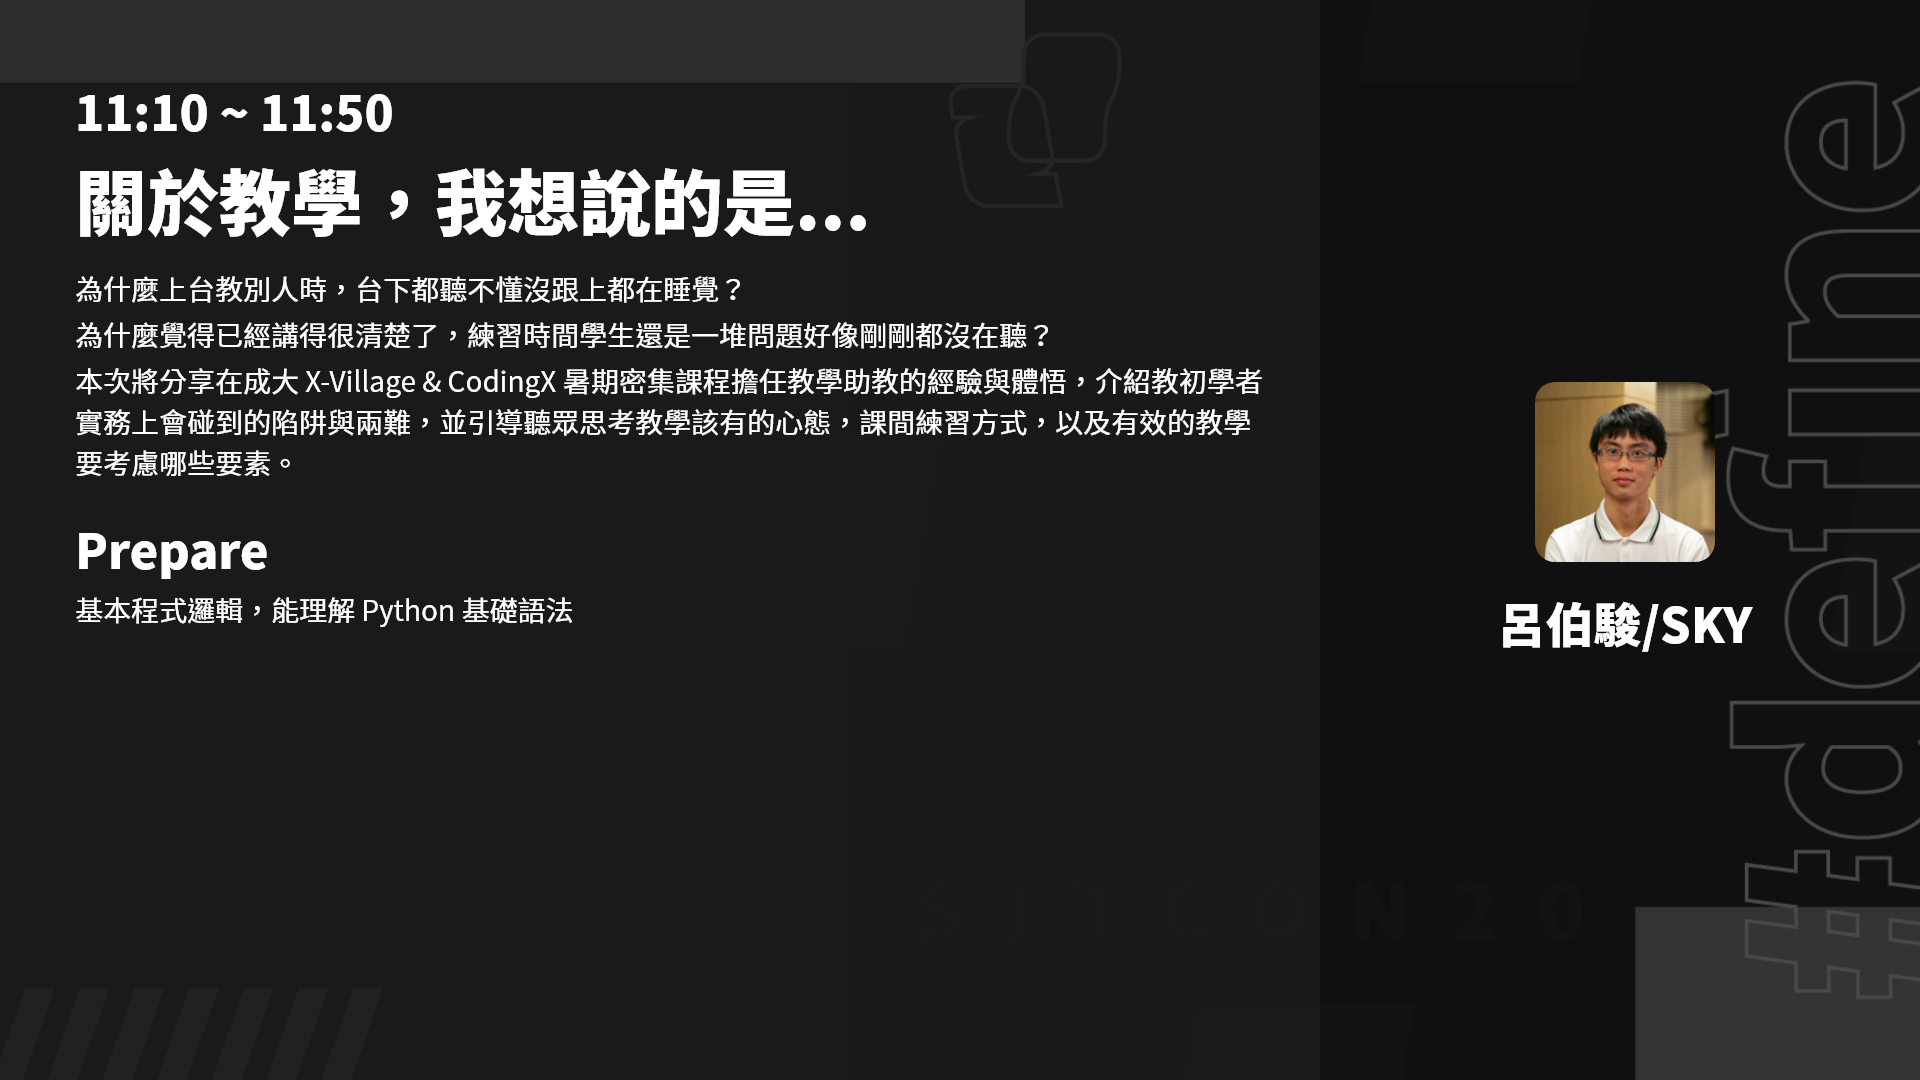 11:10 ~ 11:50
關於教學，我想說的是...
為什麼上台教別人時，台下都聽不懂沒跟上都在睡覺？
為什麼覺得已經講得很清楚了，練習時間學生還是一堆問題好像剛剛都沒在聽？
本次將分享在成大 X-Village & CodingX 暑期密集課程擔任教學助教的經驗與體悟，介紹教初學者
實務上會碰到的陷阱與兩難，並引導聽眾思考教學該有的心態，課間練習方式，以及有效的教學
要考慮哪些要素。
Prepare
基本程式邏輯，能理解 Python 基礎語法
呂伯駿/SKY
#define
SITCON20